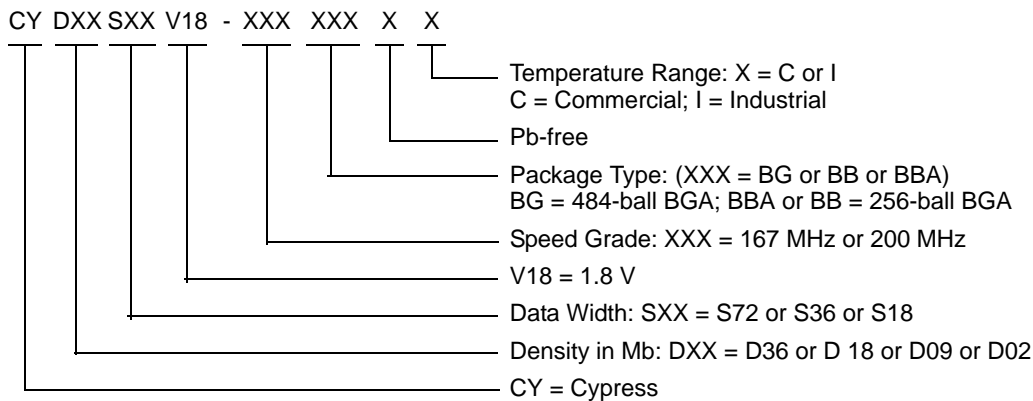 CY DXX SXX V18 - XXX XXX X X
Temperature Range: X = C or I
C = Commercial; I = Industrial
Pb-free
Package Type: (XXX = BG or BB or BBA)
BG = 484-ball BGA; BBA or BB = 256-ball BGA
Speed Grade: XXX = 167 MHz or 200 MHz
V18 = 1.8 V
Data Width: SXX = S72 or S36 or S18
Density in Mb: DXX = D36 or D 18 or D09 or D02
CY = Cypress